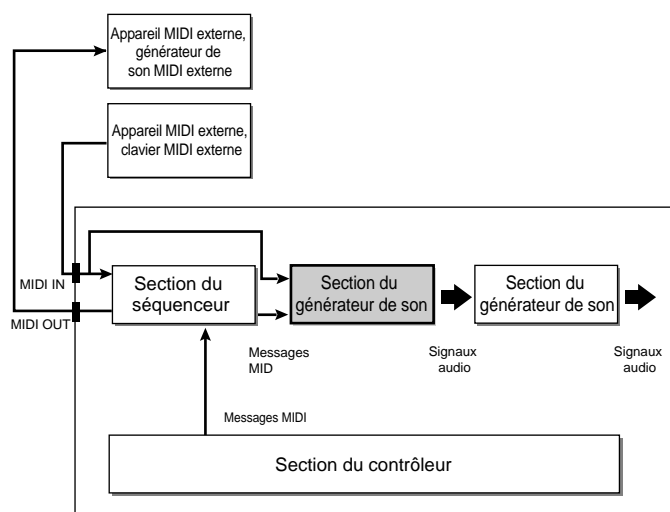 Appareil MIDI externe,
générateur de
son MIDI externe
Appareil MIDI externe,
clavier MIDI externe
MIDI IN
MIDI OUT
Section du
séquenceur
Section du
générateur de son
Section du
générateur de son
Messages
MID
Signaux
audio
Signaux
audio
Messages MIDI
Section du contrôleur